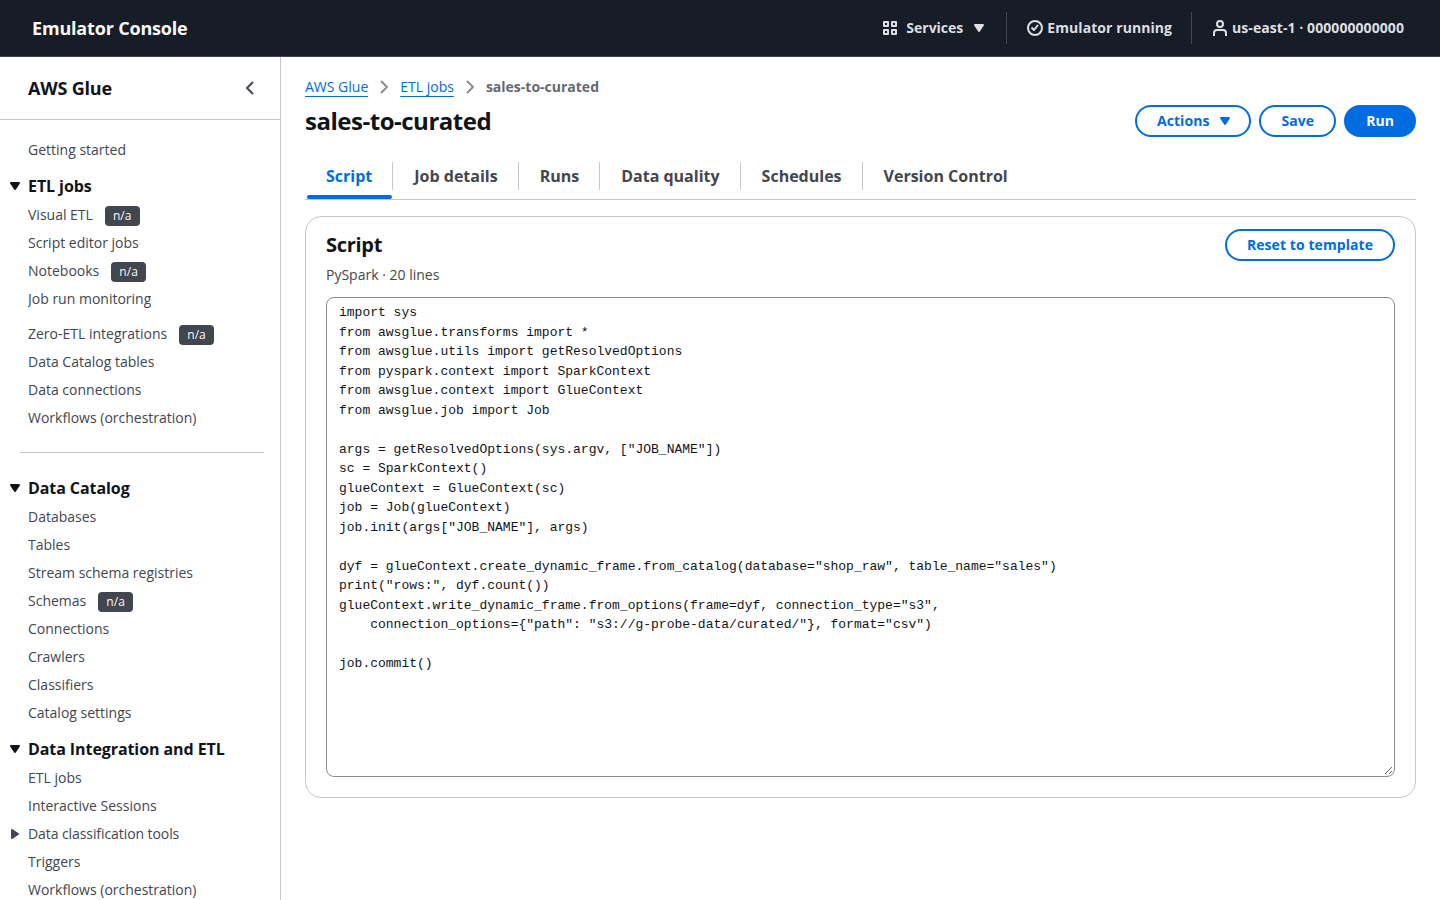 Emulator Console
Services
Emulator running
us-east-1 · 000000000000
AWS Glue
Getting started
ETL jobs
Visual ETL n/a
Script editor jobs
Notebooks n/a
Job run monitoring
Zero-ETL integrations n/a
Data Catalog tables
Data connections
Workflows (orchestration)
Data Catalog
Databases
Tables
Stream schema registries
Schemas n/a
Connections
Crawlers
Classifiers
Catalog settings
Data Integration and ETL
ETL jobs
Interactive Sessions
Data classification tools
Triggers
Workflows (orchestration)
AWS Glue > ETL jobs > sales-to-curated
sales-to-curated
Actions
Save
Run
Script
Job details
Runs
Data quality
Schedules
Version Control
Script
Reset to template
PySpark · 20 lines
import sys
from awsglue.transforms import *
from awsglue.utils import getResolvedOptions
from pyspark.context import SparkContext
from awsglue.context import GlueContext
from awsglue.job import Job

args = getResolvedOptions(sys.argv, ["JOB_NAME"])
sc = SparkContext()
glueContext = GlueContext(sc)
job = Job(glueContext)
job.init(args["JOB_NAME"], args)

dyf = glueContext.create_dynamic_frame.from_catalog(database="shop_raw", table_name="sales")
print("rows:", dyf.count())
glueContext.write_dynamic_frame.from_options(frame=dyf, connection_type="s3",
    connection_options={"path": "s3://g-probe-data/curated/"}, format="csv")

job.commit()